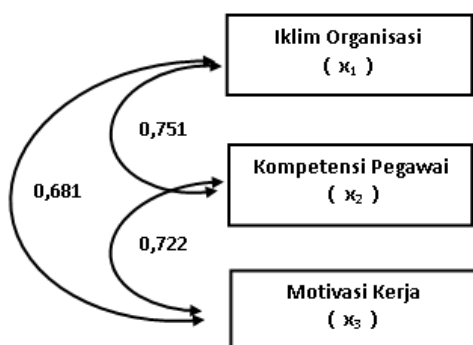 Iklim Organisasi
( x₁ )
0,751
Kompetensi Pegawai
( x₂ )
0,681
0,722
Motivasi Kerja
( x₃ )